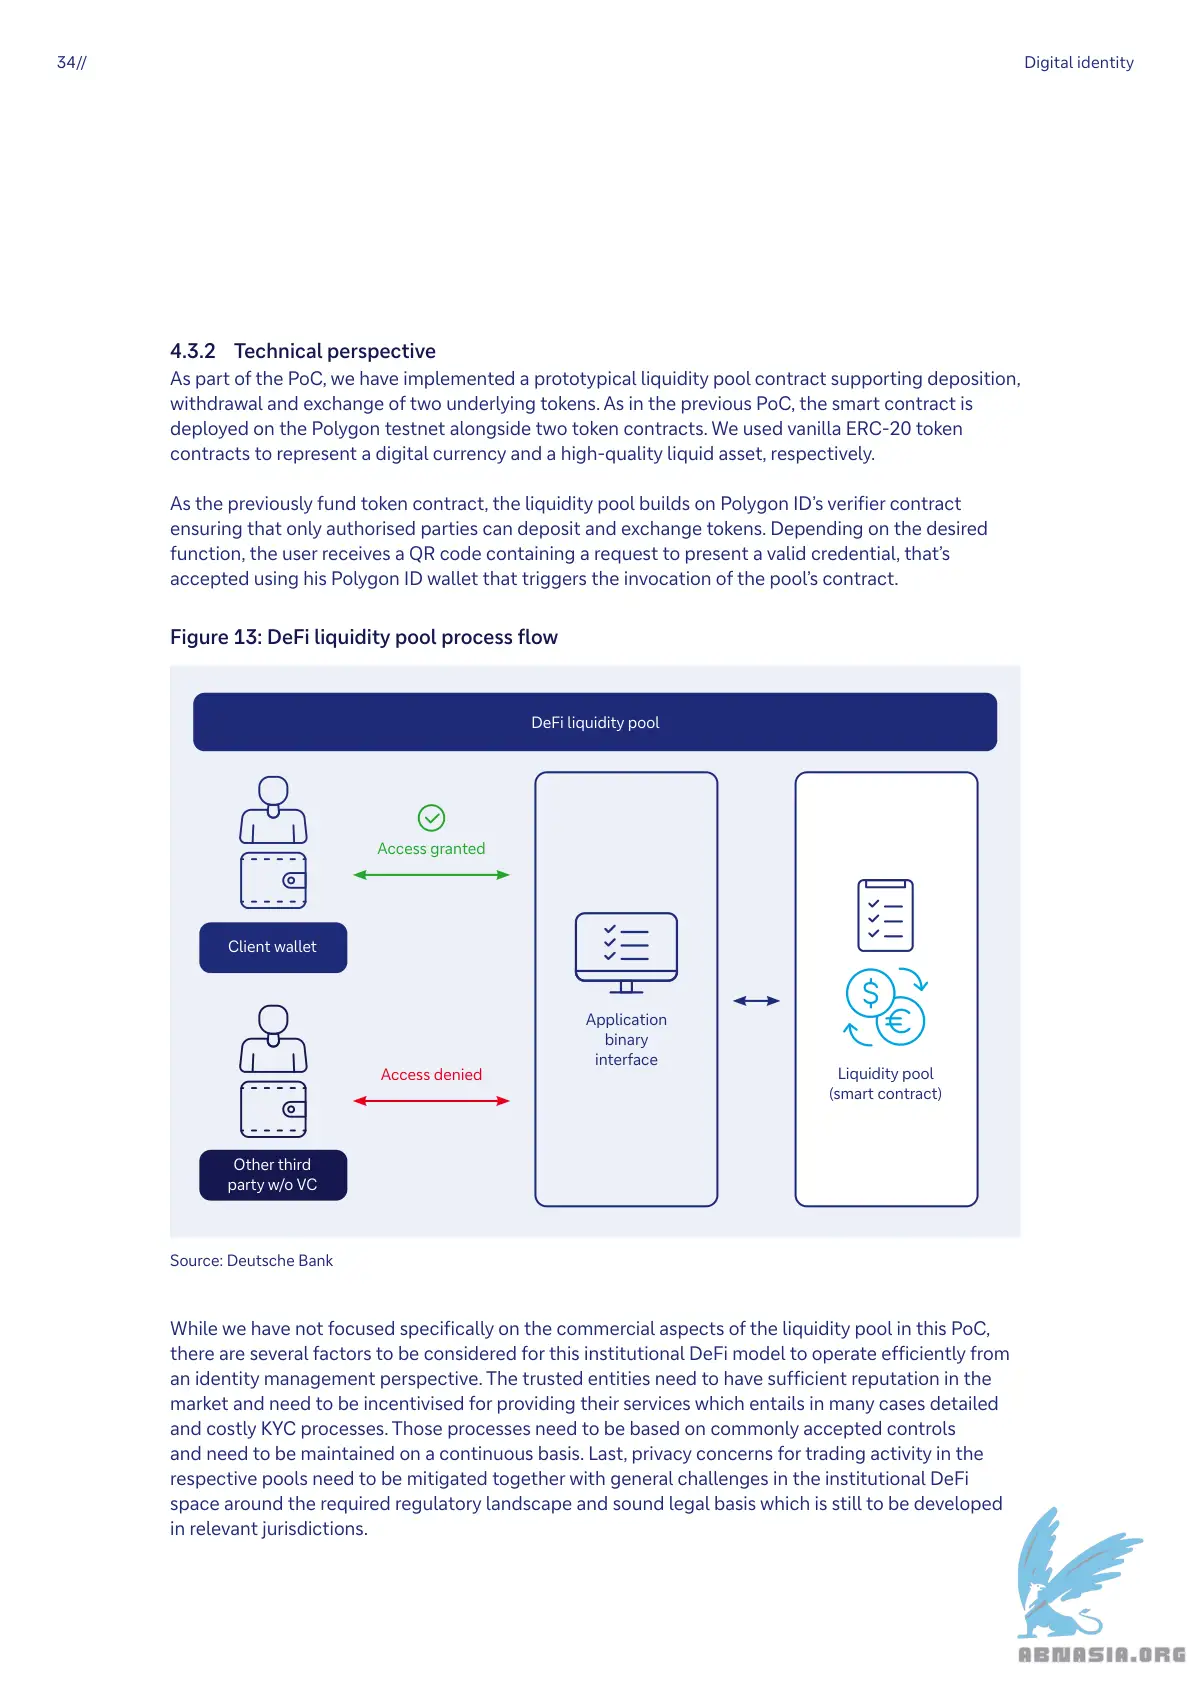 34//
Digital identity
4.3.2 Technical perspective
As part of the PoC, we have implemented a prototypical liquidity pool contract supporting deposition,
withdrawal and exchange of two underlying tokens. As in the previous PoC, the smart contract is
deployed on the Polygon testnet alongside two token contracts. We used vanilla ERC-20 token
contracts to represent a digital currency and a high-quality liquid asset, respectively.
As the previously fund token contract, the liquidity pool builds on Polygon ID’s verifier contract
ensuring that only authorised parties can deposit and exchange tokens. Depending on the desired
function, the user receives a QR code containing a request to present a valid credential, that’s
accepted using his Polygon ID wallet that triggers the invocation of the pool’s contract.
Figure 13: DeFi liquidity pool process flow
DeFi liquidity pool
Access granted
Client wallet
Application
binary
interface
$
€
Liquidity pool
(smart contract)
Access denied
Other third
party w/o VC
Source: Deutsche Bank
While we have not focused specifically on the commercial aspects of the liquidity pool in this PoC,
there are several factors to be considered for this institutional DeFi model to operate efficiently from
an identity management perspective. The trusted entities need to have sufficient reputation in the
market and need to be incentivised for providing their services which entails in many cases detailed
and costly KYC processes. Those processes need to be based on commonly accepted controls
and need to be maintained on a continuous basis. Last, privacy concerns for trading activity in the
respective pools need to be mitigated together with general challenges in the institutional DeFi
space around the required regulatory landscape and sound legal basis which is still to be developed
in relevant jurisdictions.
ABNASIA.ORG